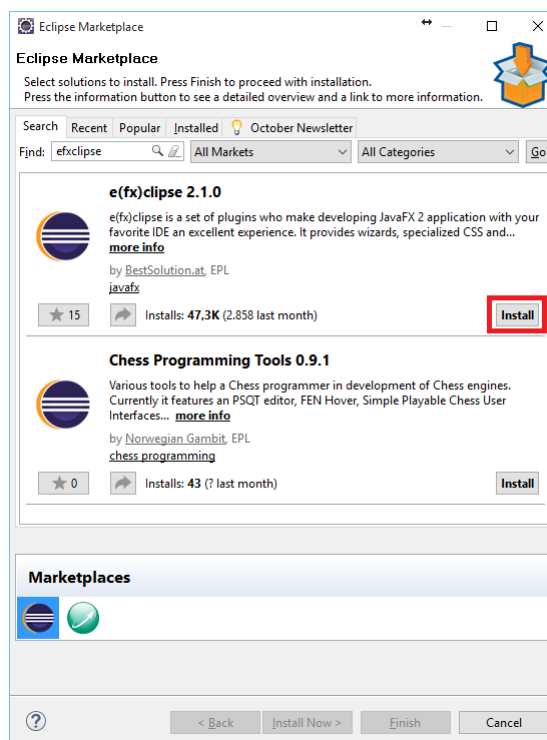 Eclipse Marketplace
Eclipse Marketplace
Select solutions to install. Press Finish to proceed with installation.
Press the information button to see a detailed overview and a link to more information.
Search Recent Popular Installed October Newsletter
Find: efxclipse All Markets All Categories Go
e(fx)clipse 2.1.0
e(fx)clipse is a set of plugins who make developing JavaFX 2 application with your
favorite IDE an excellent experience. It provides wizards, specialized CSS and...
more info
by BestSolution.at, EPL
javafx
15 Installs: 47,3K (2.858 last month) Install
Chess Programming Tools 0.9.1
Various tools to help a Chess programmer in development of Chess engines.
Currently it features an PSQT editor, FEN Hover, Simple Playable Chess User
Interfaces... more info
by Norwegian Gambit, EPL
chess programming
0 Installs: 43 (? last month) Install
Marketplaces
? < Back Install Now > Finish Cancel